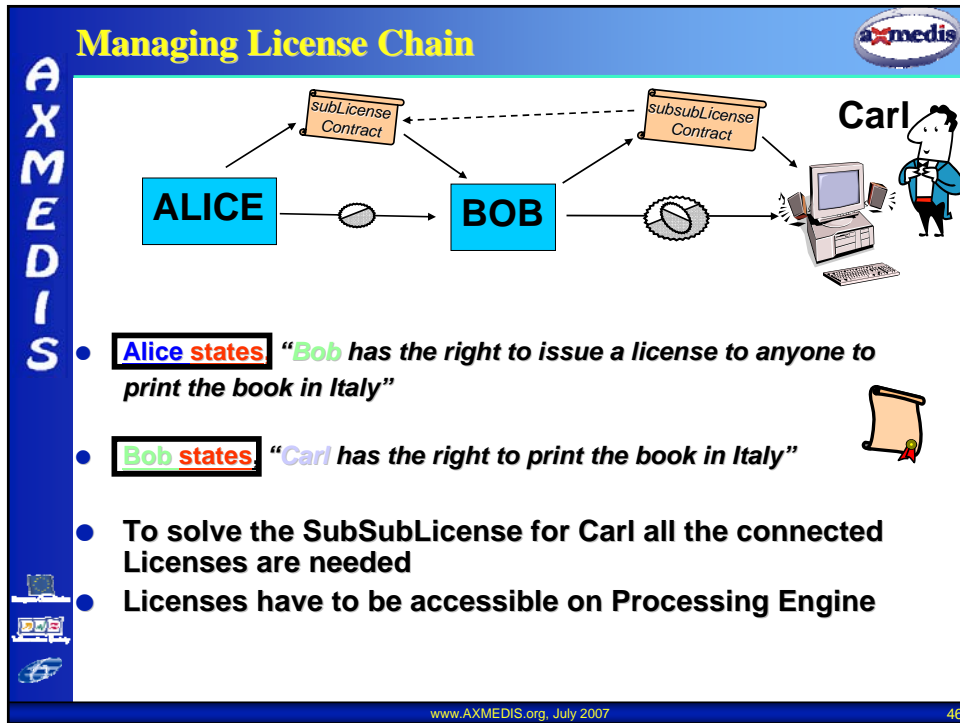 Managing License Chain
axmedis
AXMEDIS
subLicense
Contract
subsubLicense
Contract
Carl
ALICE
BOB
Alice states, “Bob has the right to issue a license to anyone to
print the book in Italy”
Bob states, “Carl has the right to print the book in Italy”
To solve the SubSubLicense for Carl all the connected
Licenses are needed
Licenses have to be accessible on Processing Engine
www.AXMEDIS.org, July 2007
46